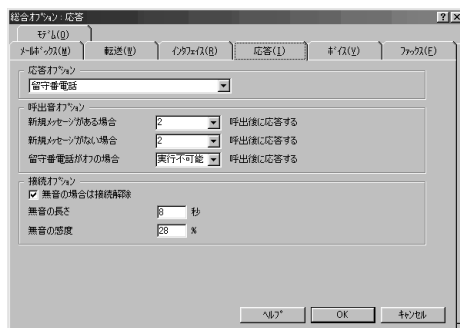 総合ｵﾌﾟｼｮﾝ : 応答
ﾓﾃﾞﾑ(O)
ﾒｰﾙﾎﾞｯｸｽ(M) 転送(W) ｲﾝﾀﾌｪｲｽ(R) 応答(I) ﾎﾞｲｽ(V) ﾌｧｯｸｽ(E)
応答ｵﾌﾟｼｮﾝ
留守番電話
呼出音ｵﾌﾟｼｮﾝ
新規ﾒｯｾｰｼﾞがある場合 2 呼出後に応答する
新規ﾒｯｾｰｼﾞがない場合 2 呼出後に応答する
留守番電話がｵﾌの場合 実行不可能 呼出後に応答する
接続ｵﾌﾟｼｮﾝ
無音の場合は接続解除
無音の長さ 8 秒
無音の感度 28 %
ﾍﾙﾌﾟ OK ｷｬﾝｾﾙ